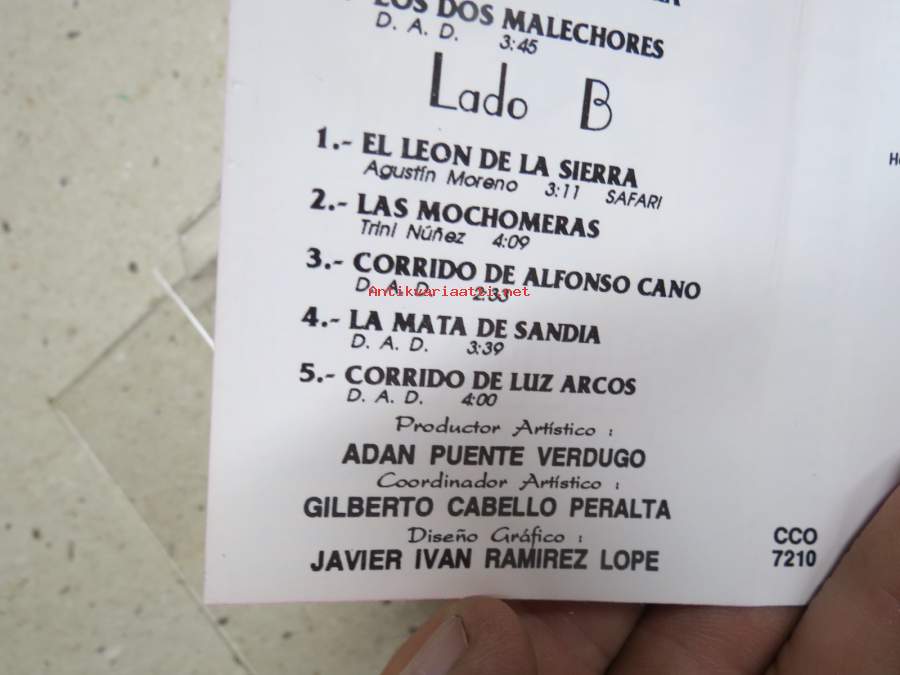 LOS DOS MALECHORES
D. A. D. 3:45
Lado B
1.- EL LEON DE LA SIERRA
Agustín Moreno 3:11 SAFARI
2.- LAS MOCHOMERAS
Trini Núñez 4:09
3.- CORRIDO DE ALFONSO CANO
D. A. D. 2:33
Antikvariaatti.net
4.- LA MATA DE SANDIA
D. A. D. 3:39
5.- CORRIDO DE LUZ ARCOS
D. A. D. 4:00
Productor Artístico :
ADAN PUENTE VERDUGO
Coordinador Artístico :
GILBERTO CABELLO PERALTA
Diseño Gráfico :
JAVIER IVAN RAMIREZ LOPE
CCO
7210